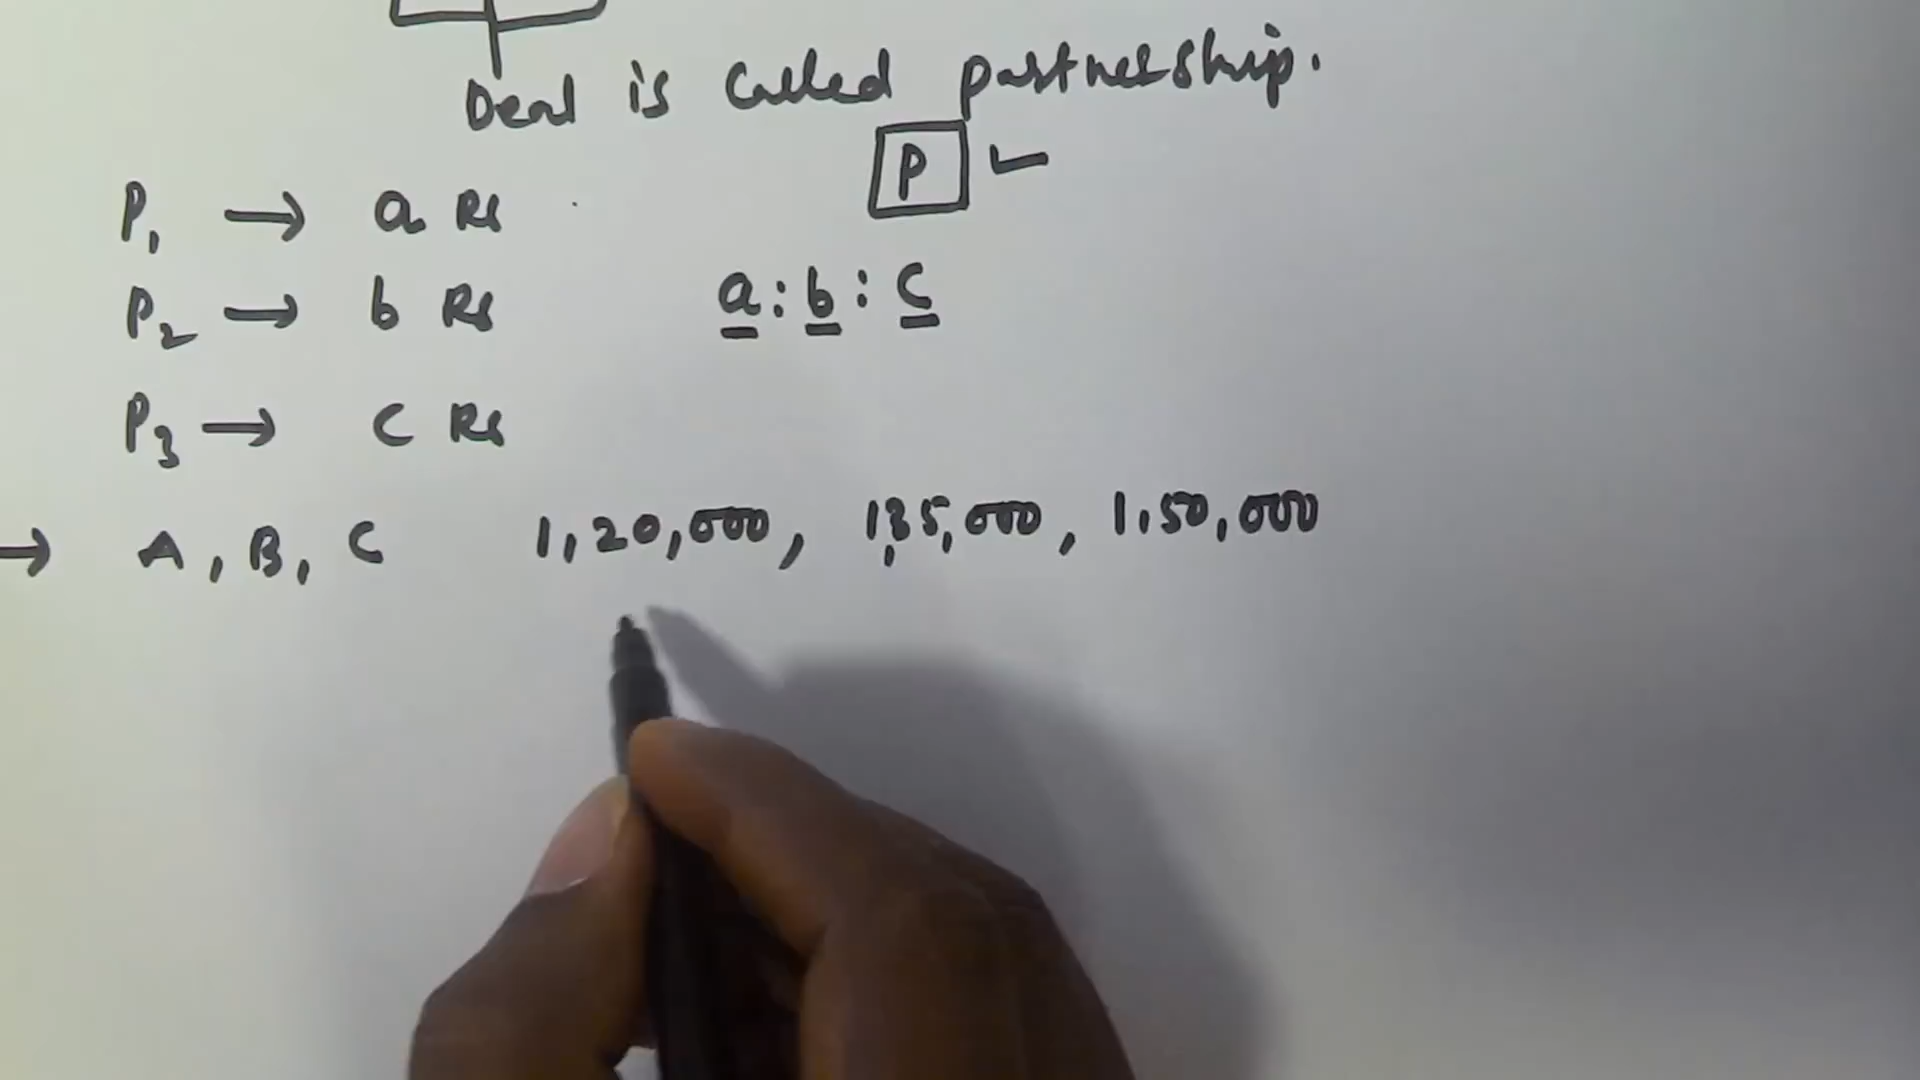 Deal is called partnership.
P
P1 → a Rs
P2 → b Rs
a : b : c
P3 → c Rs
→ A, B, C 1,20,000, 1,35,000, 1,50,000